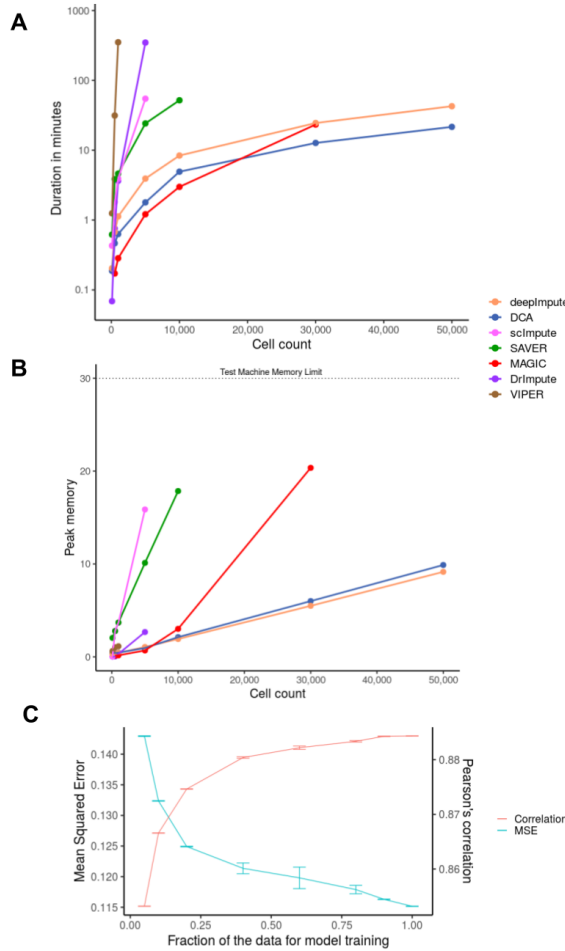 A
1000
100
10
1
0.1
Duration in minutes
0
10,000
20,000
30,000
40,000
50,000
Cell count
deepImpute
DCA
scImpute
SAVER
MAGIC
DrImpute
VIPER
B
Test Machine Memory Limit
30
20
10
0
Peak memory
0
10,000
20,000
30,000
40,000
50,000
Cell count
C
0.140
0.135
0.130
0.125
0.120
0.115
Mean Squared Error
0.88
0.87
0.86
Pearson's correlation
Correlation
MSE
0.00
0.25
0.50
0.75
1.00
Fraction of the data for model training